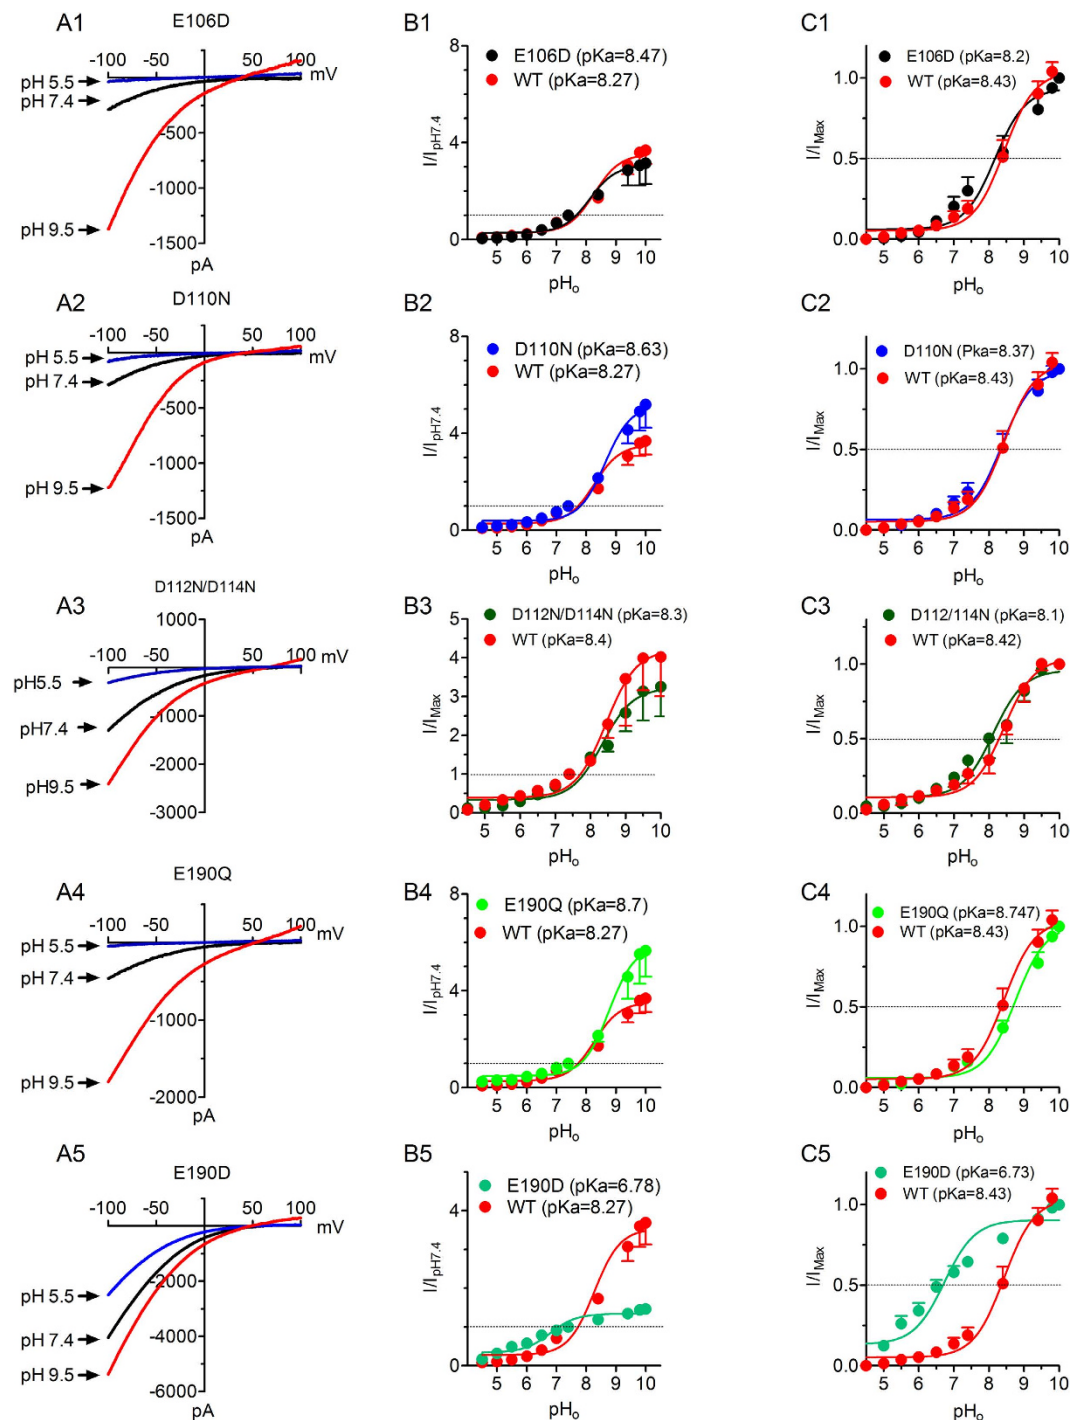 A1
E106D
-100 -50 50 100
mV
pH 5.5
pH 7.4
-500
-1000
pH 9.5
-1500
pA
B1
8
E106D (pKa=8.47)
WT (pKa=8.27)
I/I pH7.4
4
0
5 6 7 8 9 10
pHo
C1
E106D (pKa=8.2)
WT (pKa=8.43)
1.0
I/I Max
0.5
0.0
5 6 7 8 9 10
pHo
A2
D110N
-100 -50 50 100
mV
pH 5.5
pH 7.4
-500
-1000
pH 9.5
-1500
pA
B2
8
D110N (pKa=8.63)
WT (pKa=8.27)
I/I pH7.4
4
0
5 6 7 8 9 10
pHo
C2
D110N (Pka=8.37)
WT (pKa=8.43)
1.0
I/I Max
0.5
0.0
5 6 7 8 9 10
pHo
A3
D112N/D114N
1000
-100 -50 50 100
mV
pH5.5
pH7.4
-1000
pH9.5
-2000
-3000
pA
B3
5
D112N/D114N (pKa=8.3)
WT (pKa=8.4)
4
I/I Max
3
2
1
0
5 6 7 8 9 10
pHo
C3
D112/114N (pKa=8.1)
WT (pKa=8.42)
1.0
I/I Max
0.5
0.0
5 6 7 8 9 10
pHo
A4
E190Q
-100 -50 50 100
mV
pH 5.5
pH 7.4
-1000
pH 9.5
-2000
pA
B4
8
E190Q (pKa=8.7)
WT (pKa=8.27)
I/I pH7.4
4
0
5 6 7 8 9 10
pHo
C4
E190Q (pKa=8.747)
WT (pKa=8.43)
1.0
I/I Max
0.5
0.0
5 6 7 8 9 10
pHo
A5
E190D
-100 -50 50 100
mV
pH 5.5
-2000
pH 7.4
-4000
pH 9.5
-6000
pA
B5
E190D (pKa=6.78)
WT (pKa=8.27)
4
I/I pH7.4
1
0
5 6 7 8 9 10
pHo
C5
E190D (pKa=6.73)
WT (pKa=8.43)
1.0
I/I Max
0.5
0.0
5 6 7 8 9 10
pHo